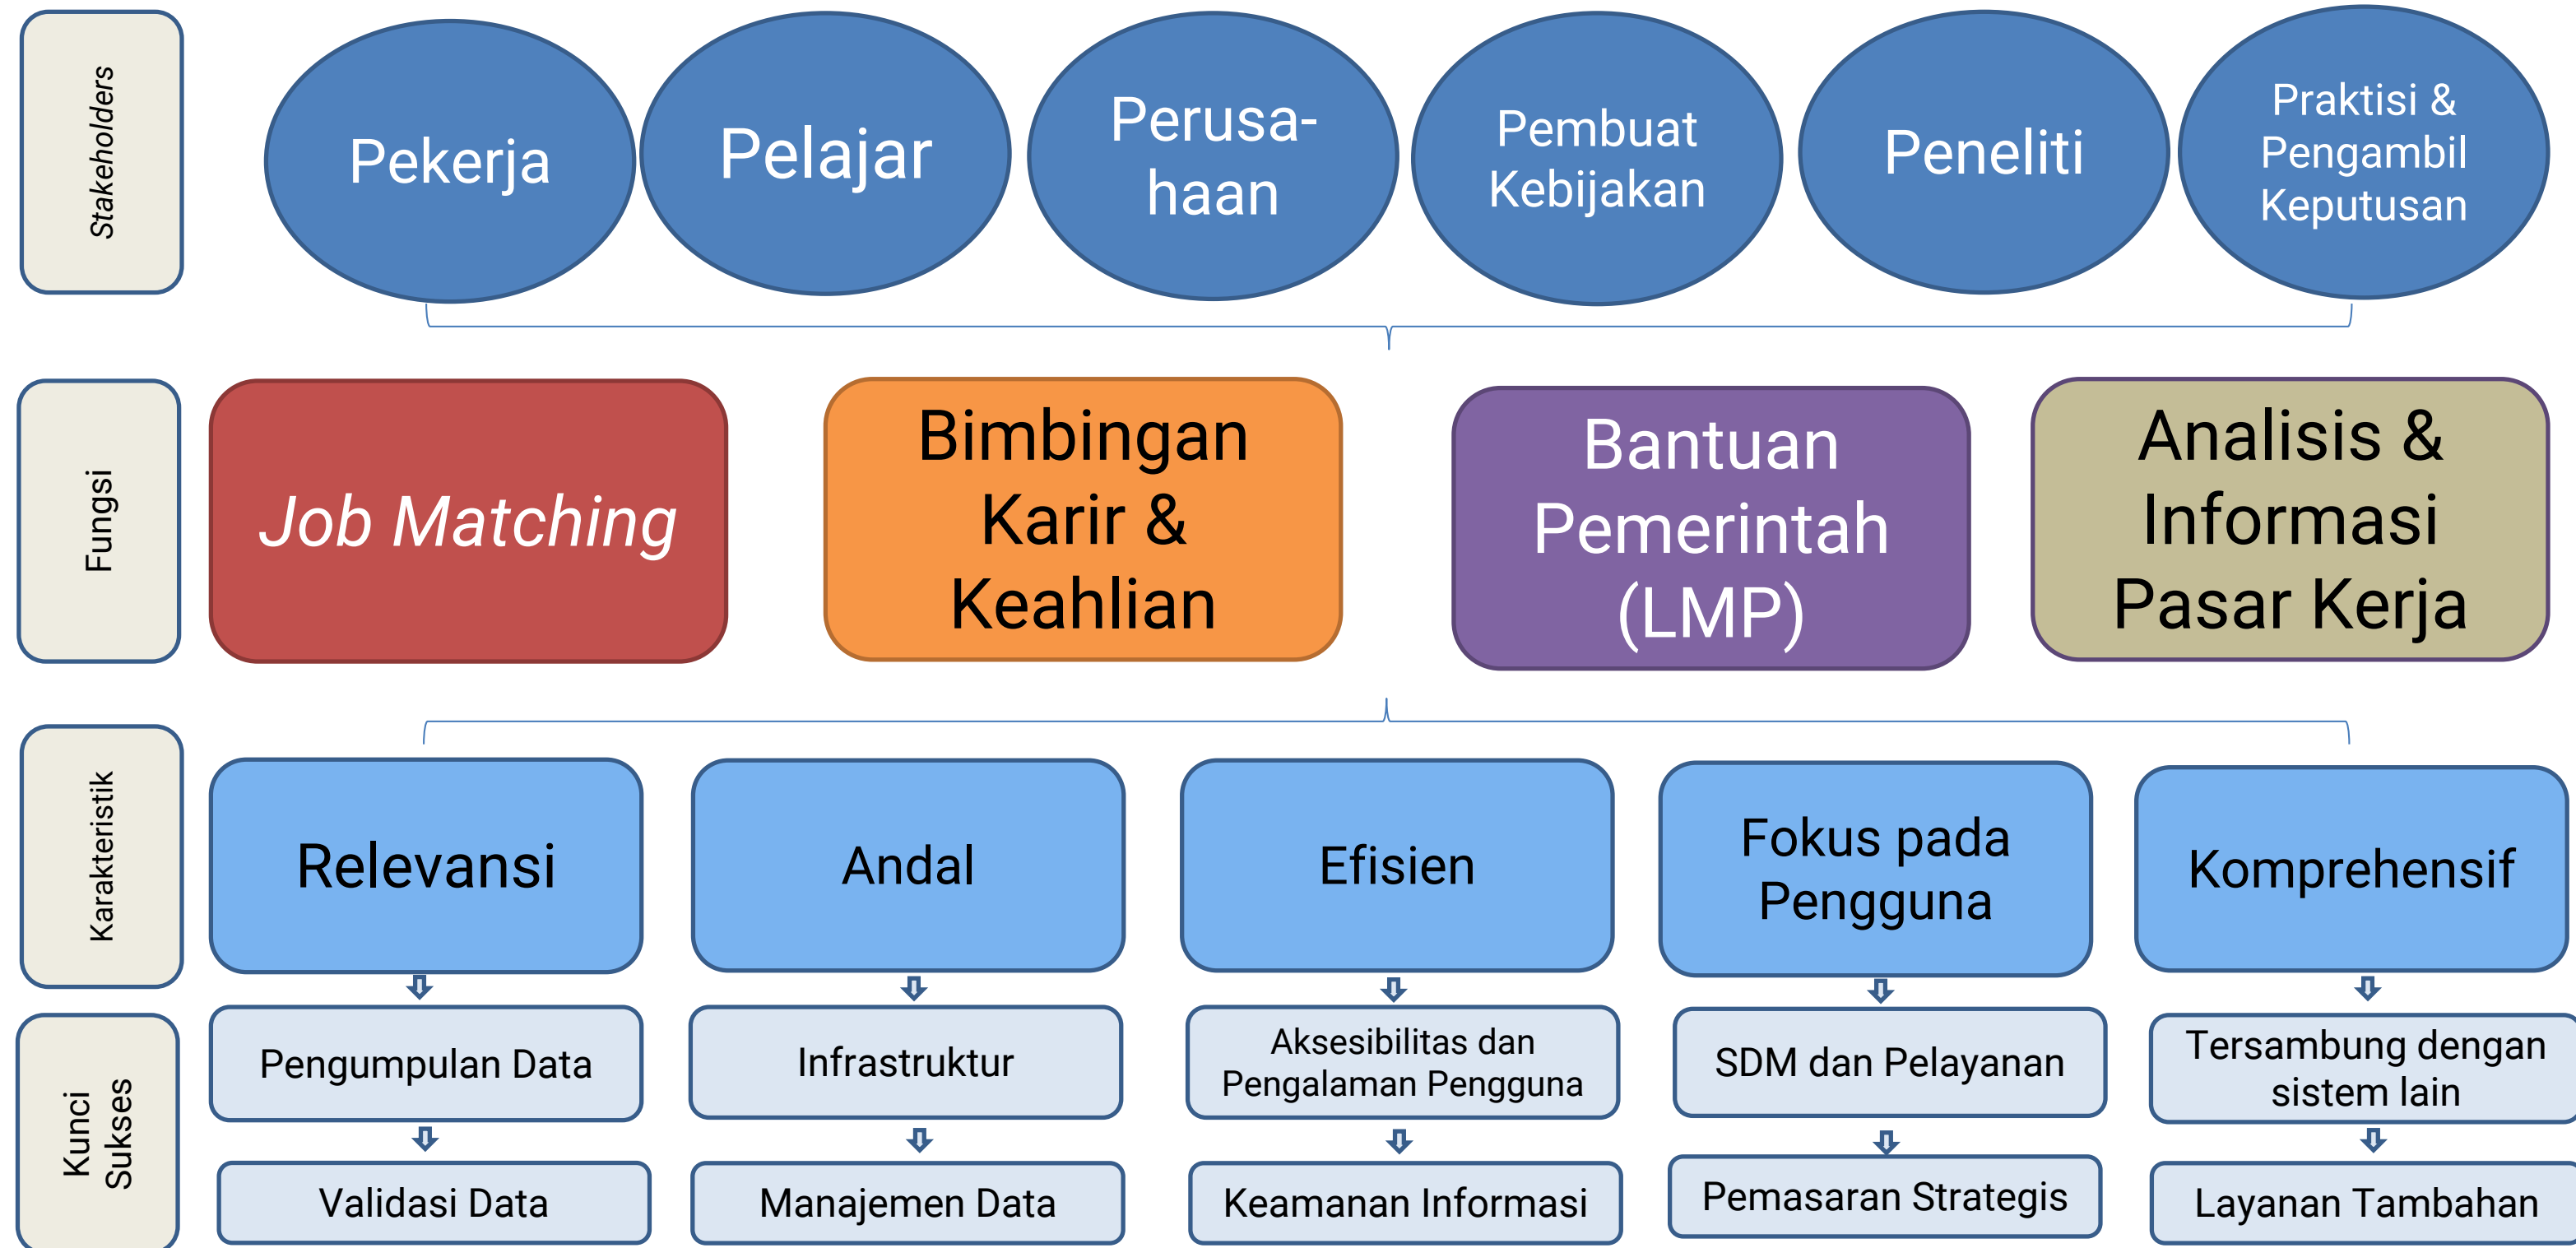 Stakeholders
Pekerja
Pelajar
Perusa-
haan
Pembuat
Kebijakan
Peneliti
Praktisi &
Pengambil
Keputusan
Fungsi
Job Matching
Bimbingan
Karir &
Keahlian
Bantuan
Pemerintah
(LMP)
Analisis &
Informasi
Pasar Kerja
Karakteristik
Relevansi
Andal
Efisien
Fokus pada
Pengguna
Komprehensif
Kunci
Sukses
Pengumpulan Data
Infrastruktur
Aksesibilitas dan
Pengalaman Pengguna
SDM dan Pelayanan
Tersambung dengan
sistem lain
Validasi Data
Manajemen Data
Keamanan Informasi
Pemasaran Strategis
Layanan Tambahan